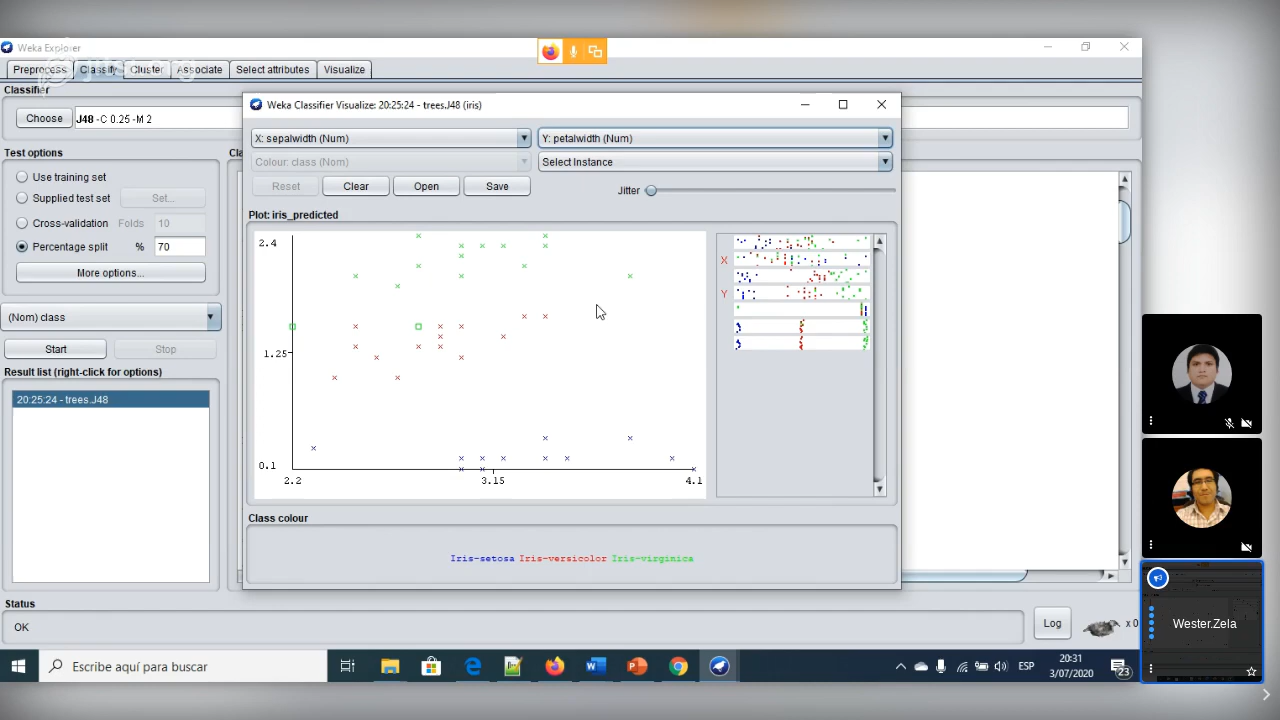 Weka Explorer
Preprocess Classify Cluster Associate Select attributes Visualize
Classifier
Choose J48 -C 0.25 -M 2
Test options
Use training set
Supplied test set Set...
Cross-validation Folds 10
Percentage split % 70
More options...
(Nom) class
Start Stop
Result list (right-click for options)
20:25:24 - trees.J48
Weka Classifier Visualize: 20:25:24 - trees.J48 (iris)
X: sepalwidth (Num) Y: petalwidth (Num)
Colour: class (Nom) Select Instance
Reset Clear Open Save Jitter
Plot: iris_predicted
2.4
1.25
0.1
2.2 3.15 4.1
X
Y
Class colour
Iris-setosa Iris-versicolor Iris-virginica
Status
OK
Log x 0
Wester.Zela
Escribe aquí para buscar
ESP
20:31
3/07/2020
23